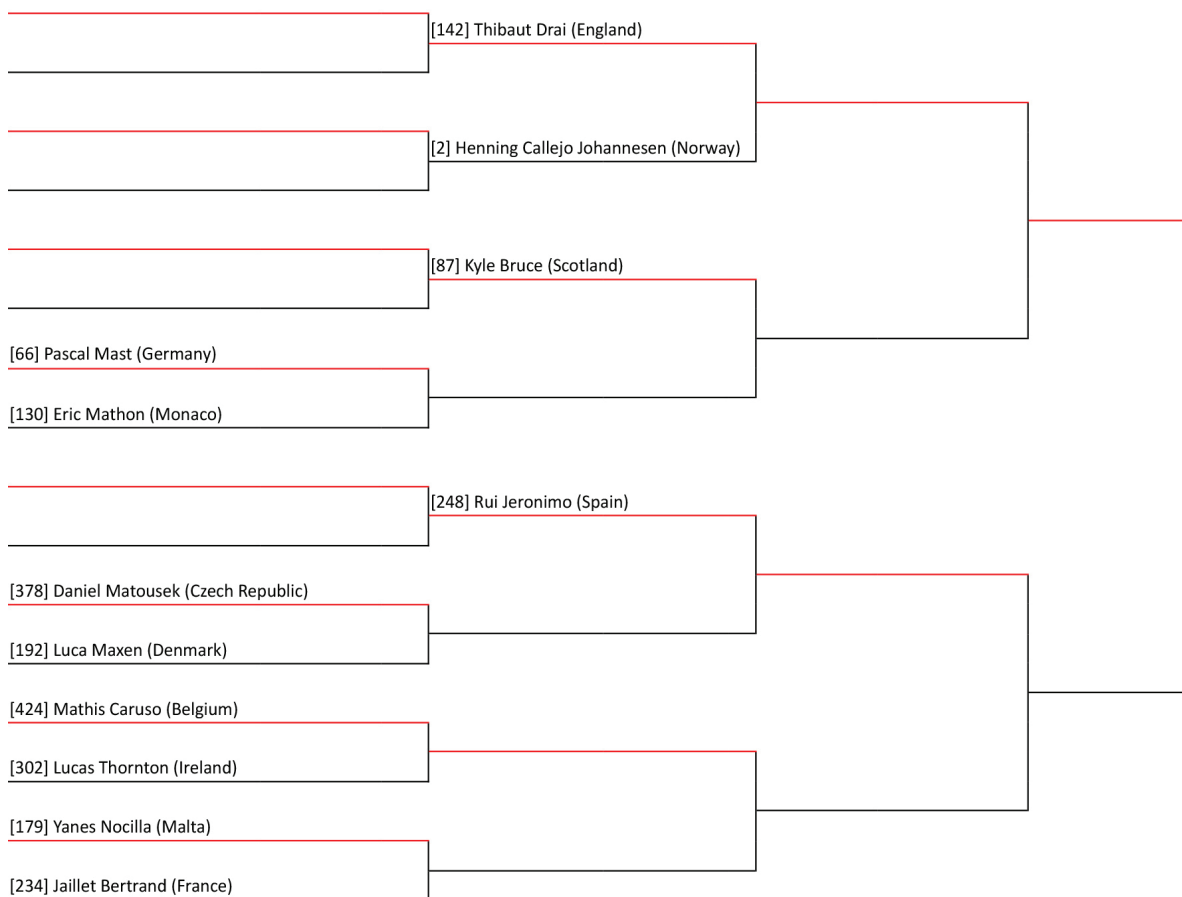 [142] Thibaut Drai (England)
[2] Henning Callejo Johannesen (Norway)
[87] Kyle Bruce (Scotland)
[66] Pascal Mast (Germany)
[130] Eric Mathon (Monaco)
[248] Rui Jeronimo (Spain)
[378] Daniel Matousek (Czech Republic)
[192] Luca Maxen (Denmark)
[424] Mathis Caruso (Belgium)
[302] Lucas Thornton (Ireland)
[179] Yanes Nocilla (Malta)
[234] Jaillet Bertrand (France)